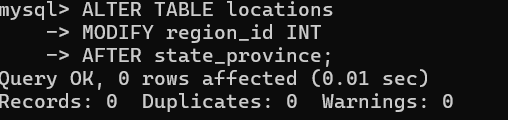 mysql> ALTER TABLE locations
    -> MODIFY region_id INT
    -> AFTER state_province;
Query OK, 0 rows affected (0.01 sec)
Records: 0  Duplicates: 0  Warnings: 0